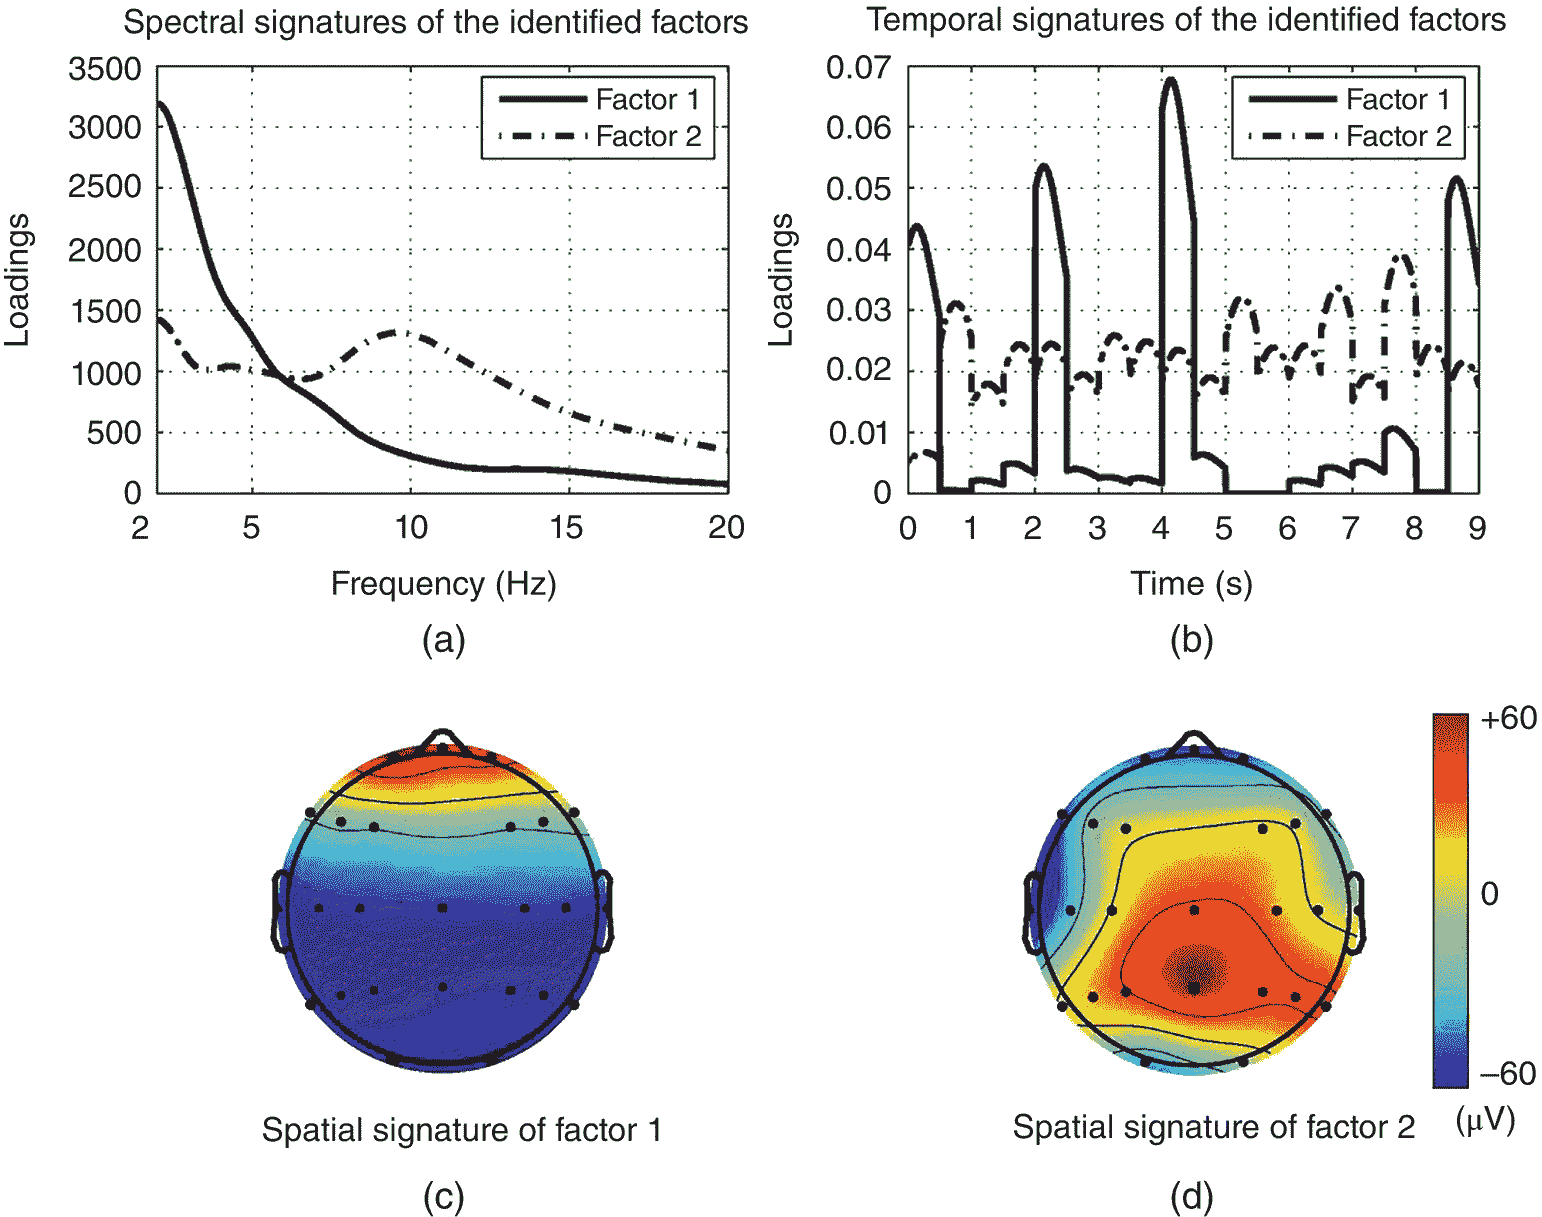 Spectral signatures of the identified factors
Loadings
3500
3000
2500
2000
1500
1000
500
0
Factor 1
Factor 2
2 5 10 15 20
Frequency (Hz)
(a)
Temporal signatures of the identified factors
Loadings
0.07
0.06
0.05
0.04
0.03
0.02
0.01
0
Factor 1
Factor 2
0 1 2 3 4 5 6 7 8 9
Time (s)
(b)
Spatial signature of factor 1
(c)
+60
0
–60
(μV)
Spatial signature of factor 2
(d)